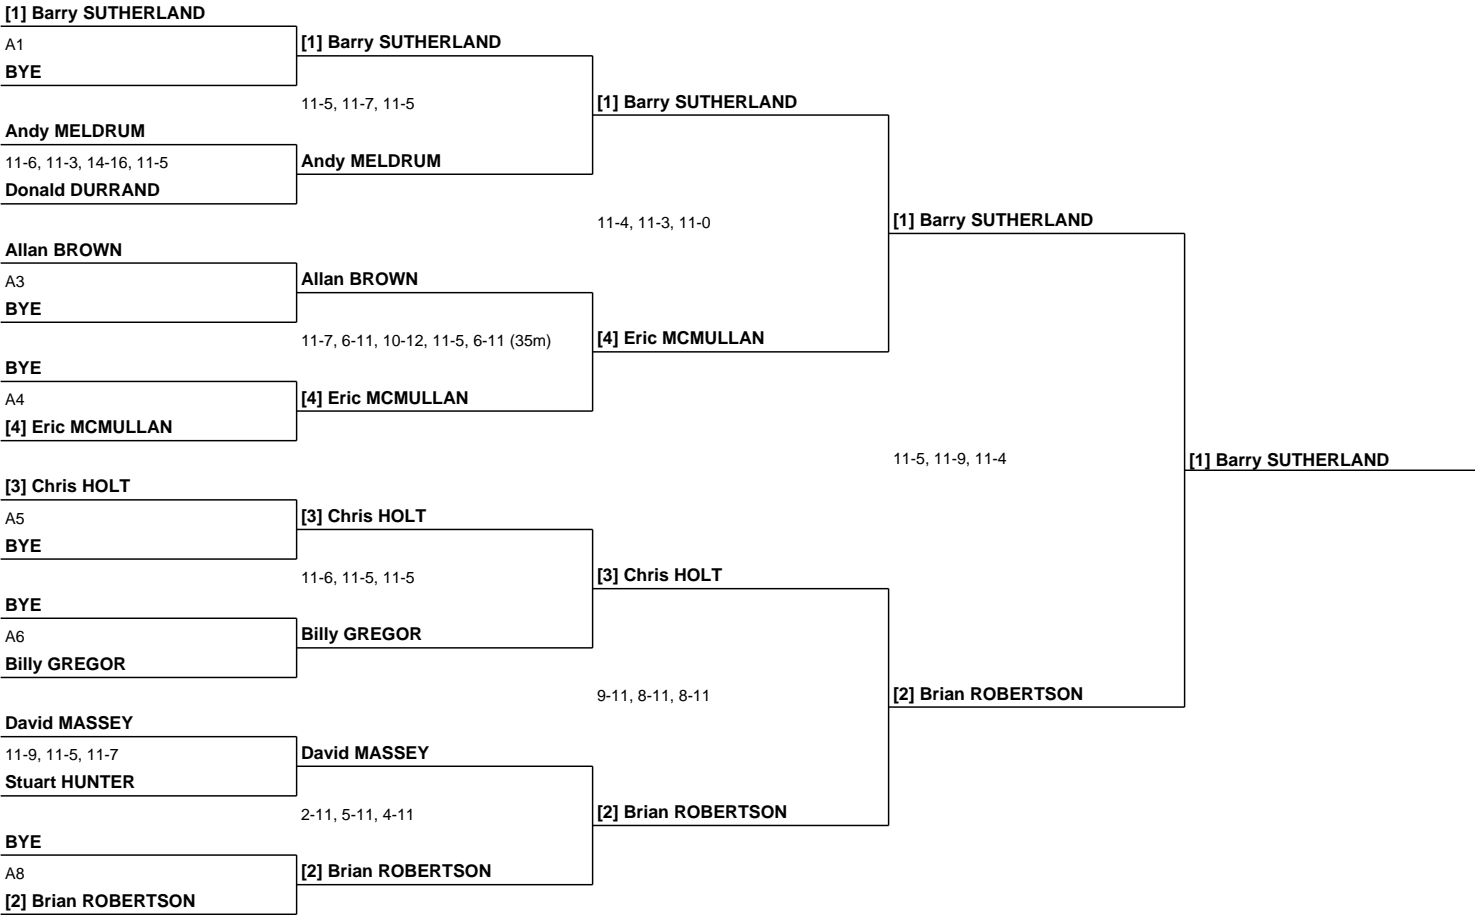 [1] Barry SUTHERLAND
A1
BYE
[1] Barry SUTHERLAND
11-5, 11-7, 11-5
Andy MELDRUM
11-6, 11-3, 14-16, 11-5
Donald DURRAND
Andy MELDRUM
[1] Barry SUTHERLAND
11-4, 11-3, 11-0
Allan BROWN
A3
BYE
Allan BROWN
11-7, 6-11, 10-12, 11-5, 6-11 (35m)
BYE
A4
[4] Eric MCMULLAN
[4] Eric MCMULLAN
[4] Eric MCMULLAN
[1] Barry SUTHERLAND
11-5, 11-9, 11-4
[1] Barry SUTHERLAND
[3] Chris HOLT
A5
BYE
[3] Chris HOLT
11-6, 11-5, 11-5
BYE
A6
Billy GREGOR
Billy GREGOR
[3] Chris HOLT
9-11, 8-11, 8-11
David MASSEY
11-9, 11-5, 11-7
Stuart HUNTER
David MASSEY
2-11, 5-11, 4-11
BYE
A8
[2] Brian ROBERTSON
[2] Brian ROBERTSON
[2] Brian ROBERTSON
[2] Brian ROBERTSON